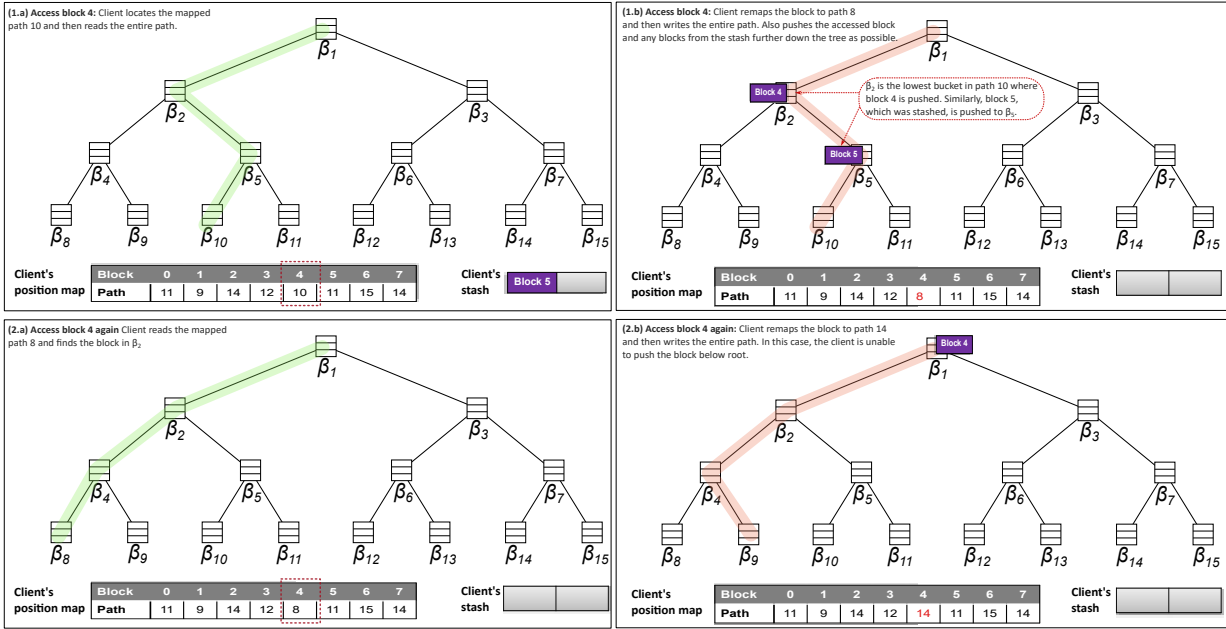 (1.a) Access block 4: Client locates the mapped
path 10 and then reads the entire path.
β1
β2
β3
β4
β5
β6
β7
β8
β9
β10
β11
β12
β13
β14
β15
Client's
position map
Block 0 1 2 3 4 5 6 7
Path 11 9 14 12 10 11 15 14
Client's
stash
Block 5
(1.b) Access block 4: Client remaps the block to path 8
and then writes the entire path. Also pushes the accessed block
and any blocks from the stash further down the tree as possible.
β1
Block 4
β2 is the lowest bucket in path 10 where
block 4 is pushed. Similarly, block 5,
which was stashed, is pushed to β5.
β2
β3
Block 5
β4
β5
β6
β7
β8
β9
β10
β11
β12
β13
β14
β15
Client's
position map
Block 0 1 2 3 4 5 6 7
Path 11 9 14 12 8 11 15 14
Client's
stash
(2.a) Access block 4 again Client reads the mapped
path 8 and finds the block in β2
β1
β2
β3
β4
β5
β6
β7
β8
β9
β10
β11
β12
β13
β14
β15
Client's
position map
Block 0 1 2 3 4 5 6 7
Path 11 9 14 12 8 11 15 14
Client's
stash
(2.b) Access block 4 again: Client remaps the block to path 14
and then writes the entire path. In this case, the client is unable
to push the block below root.
Block 4
β1
β2
β3
β4
β5
β6
β7
β8
β9
β10
β11
β12
β13
β14
β15
Client's
position map
Block 0 1 2 3 4 5 6 7
Path 11 9 14 12 14 11 15 14
Client's
stash